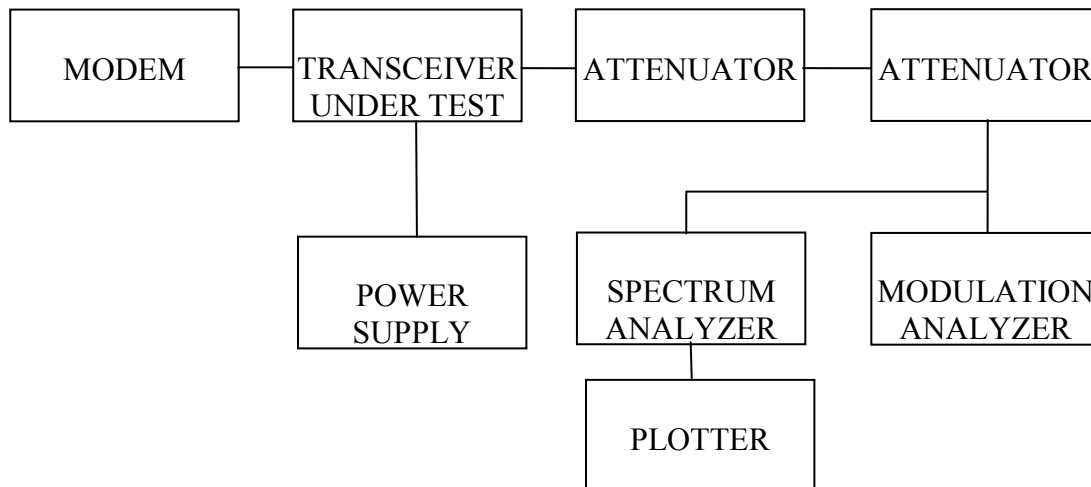 MODEM
TRANSCEIVER
UNDER TEST
ATTENUATOR
ATTENUATOR
POWER
SUPPLY
SPECTRUM
ANALYZER
MODULATION
ANALYZER
PLOTTER